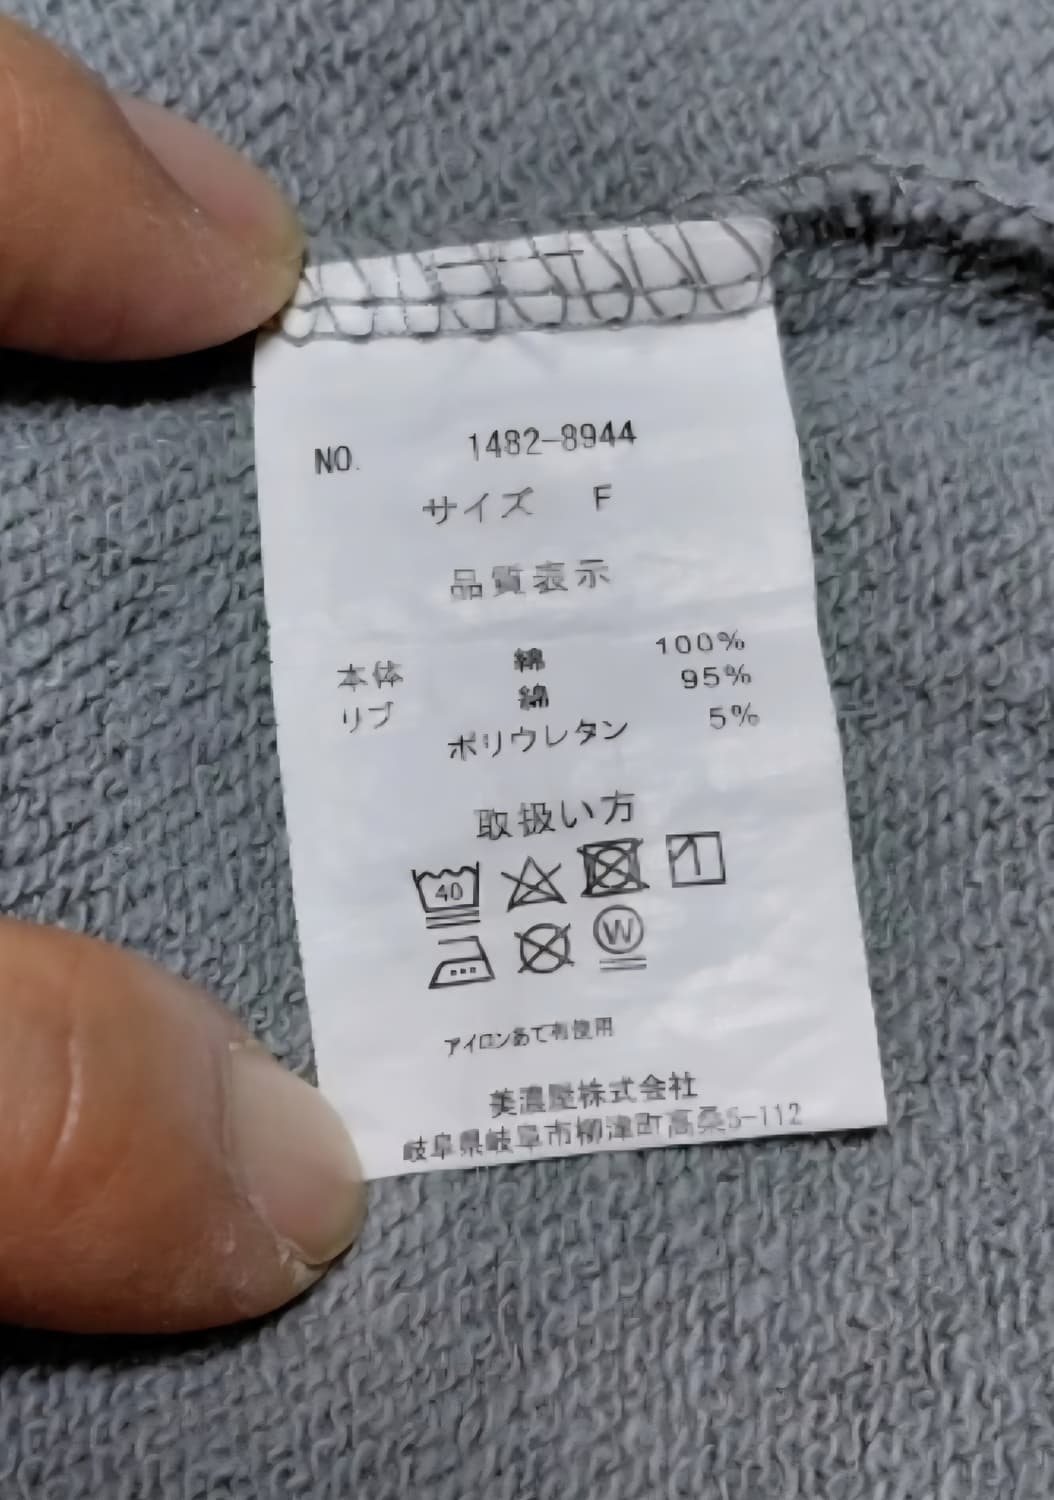 NO. 1482-8944
サイズ F
品質表示
本体 綿 100%
リブ 綿 95%
ポリウレタン 5%
取扱い方
40
W
アイロンあて布使用
美濃屋株式会社
岐阜県岐阜市柳津町高桑5-112